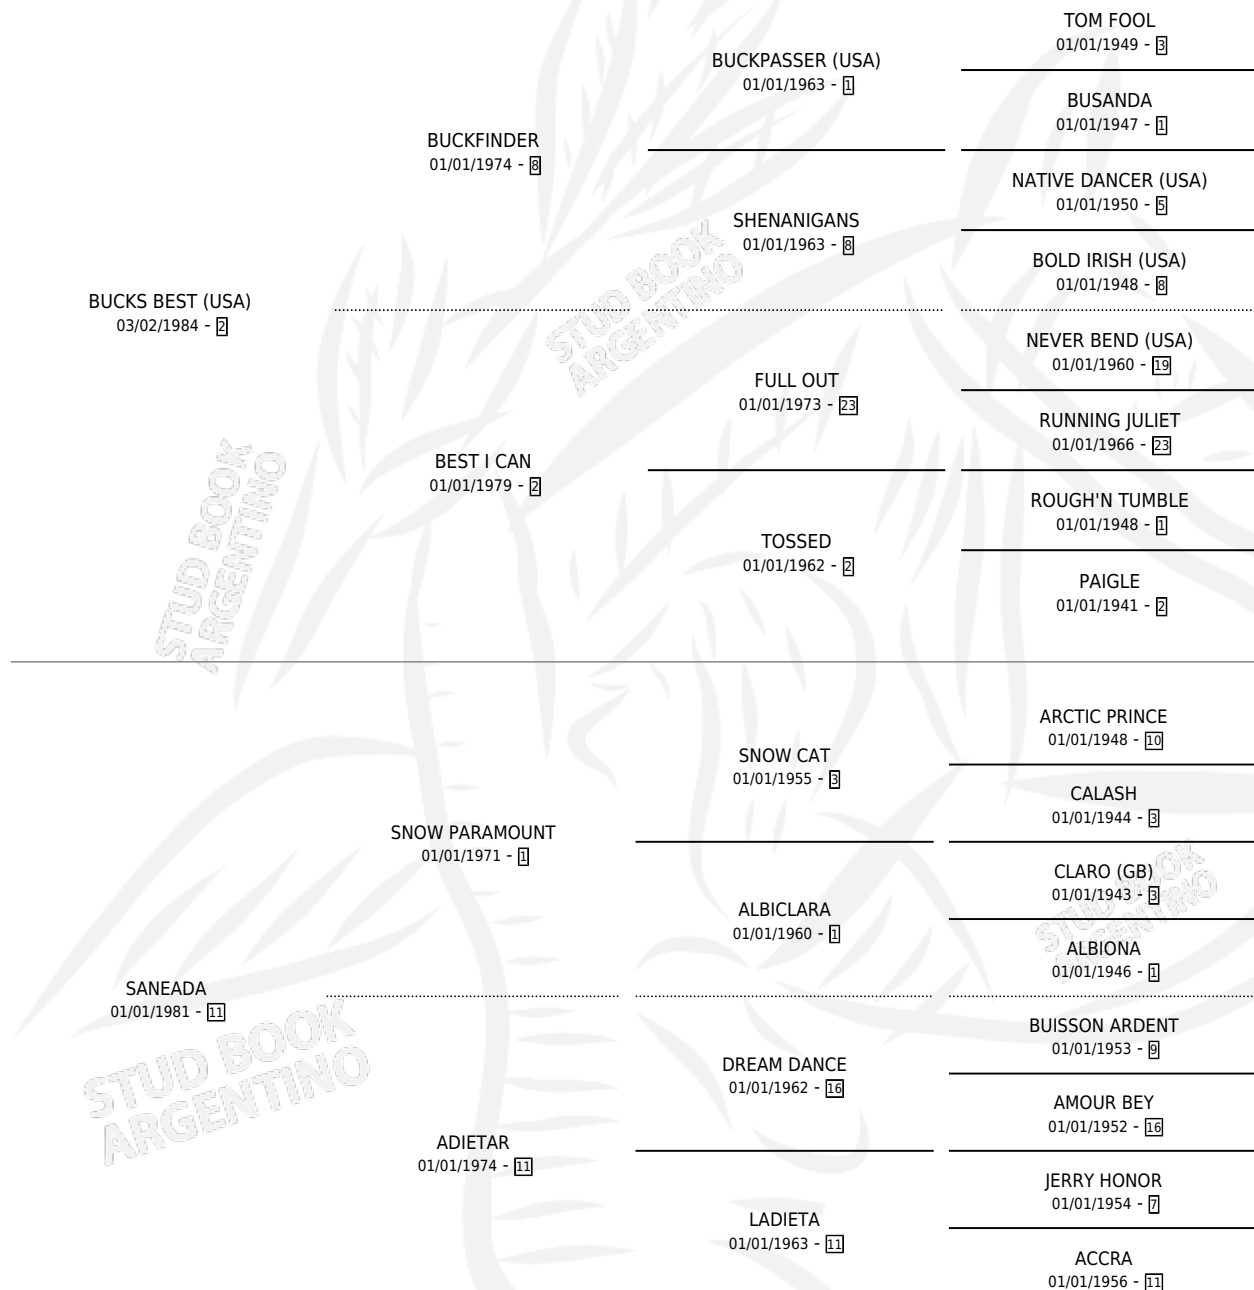 TOM FOOL
01/01/1949 - 3
BUCKPASSER (USA)
01/01/1963 - 1
BUSANDA
01/01/1947 - 1
BUCKFINDER
01/01/1974 - 8
NATIVE DANCER (USA)
01/01/1950 - 5
SHENANIGANS
01/01/1963 - 8
BOLD IRISH (USA)
01/01/1948 - 8
BUCKS BEST (USA)
03/02/1984 - 2
NEVER BEND (USA)
01/01/1960 - 19
FULL OUT
01/01/1973 - 23
RUNNING JULIET
01/01/1966 - 23
BEST I CAN
01/01/1979 - 2
ROUGH'N TUMBLE
01/01/1948 - 1
TOSSED
01/01/1962 - 2
PAIGLE
01/01/1941 - 2
ARCTIC PRINCE
01/01/1948 - 10
SNOW CAT
01/01/1955 - 3
CALASH
01/01/1944 - 3
SNOW PARAMOUNT
01/01/1971 - 1
CLARO (GB)
01/01/1943 - 3
ALBICLARA
01/01/1960 - 1
ALBIONA
01/01/1946 - 1
SANEADA
01/01/1981 - 11
BUISSON ARDENT
01/01/1953 - 9
DREAM DANCE
01/01/1962 - 16
AMOUR BEY
01/01/1952 - 16
ADIETAR
01/01/1974 - 11
JERRY HONOR
01/01/1954 - 7
LADIETA
01/01/1963 - 11
ACCRA
01/01/1956 - 11
STUD BOOK
ARGENTINO
STUD BOOK
ARGENTINO
STUD BOOK
ARGENTINO
STUD BOOK
ARGENTINO